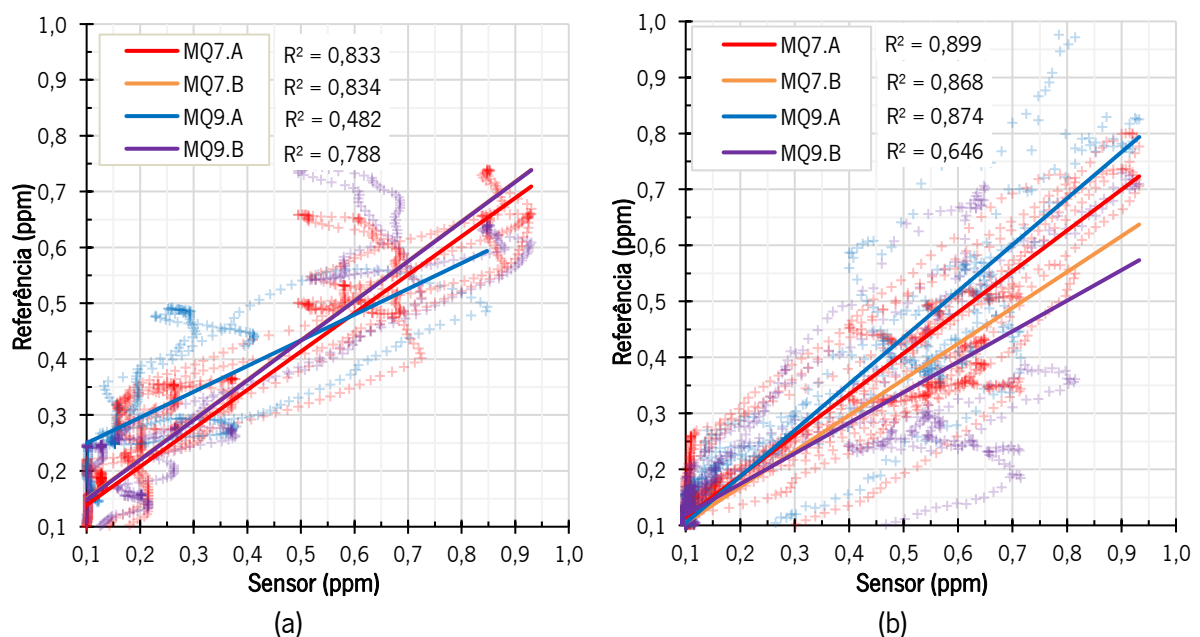 1,0
0,9
0,8
0,7
0,6
0,5
0,4
0,3
0,2
0,1
Referência (ppm)
MQ7.A R² = 0,833
MQ7.B R² = 0,834
MQ9.A R² = 0,482
MQ9.B R² = 0,788
0,1 0,2 0,3 0,4 0,5 0,6 0,7 0,8 0,9 1,0
Sensor (ppm)
(a)
1,0
0,9
0,8
0,7
0,6
0,5
0,4
0,3
0,2
0,1
Referência (ppm)
MQ7.A R² = 0,899
MQ7.B R² = 0,868
MQ9.A R² = 0,874
MQ9.B R² = 0,646
0,1 0,2 0,3 0,4 0,5 0,6 0,7 0,8 0,9 1,0
Sensor (ppm)
(b)